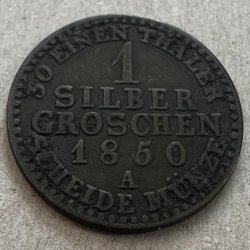 30 EINEN THALER
1
SILBER
GROSCHEN
1850
A
SCHEIDE MÜNZE